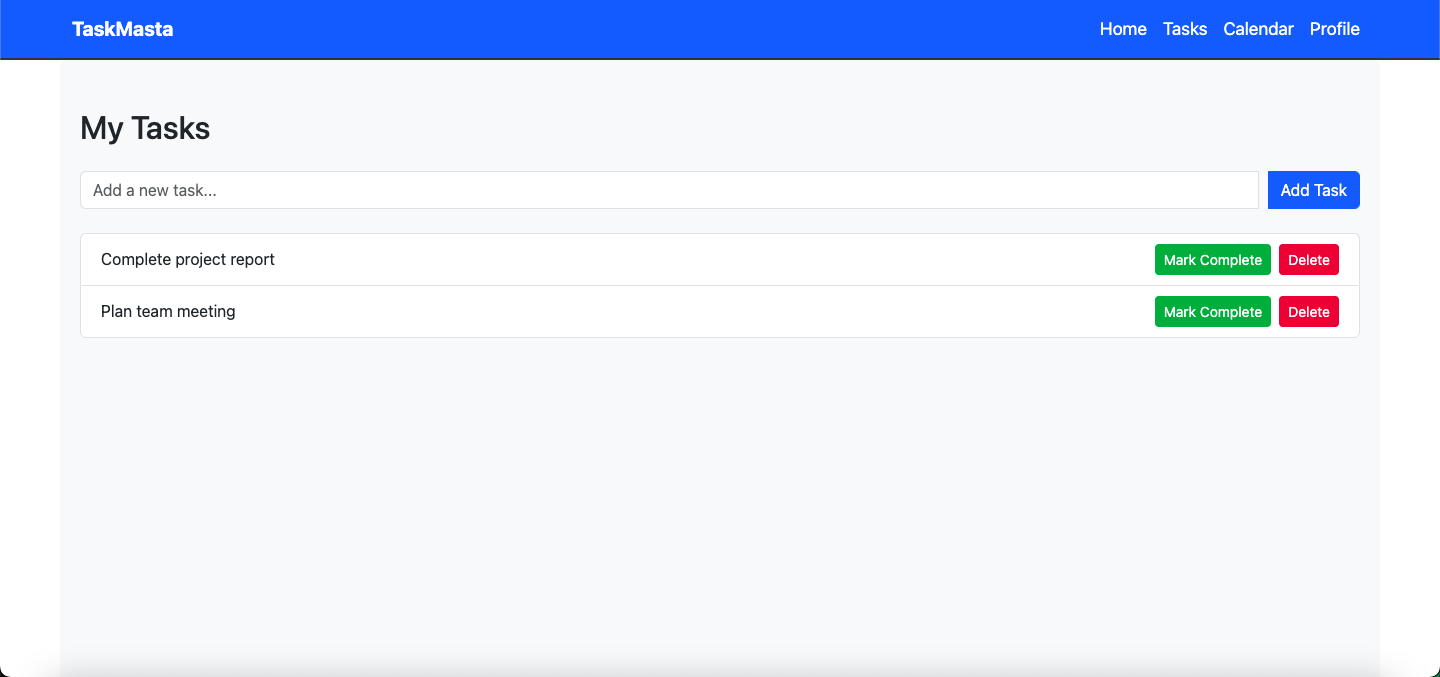 TaskMasta Home Tasks Calendar Profile
My Tasks
Add a new task... Add Task
Complete project report Mark Complete Delete
Plan team meeting Mark Complete Delete